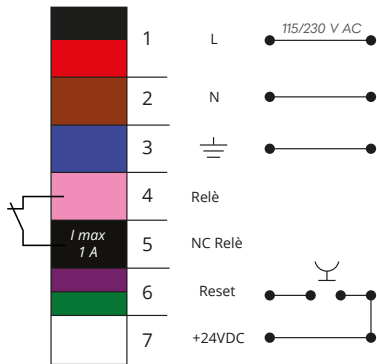 1 L 115/230 V AC
2 N
3
4 Relè
I max
1 A
5 NC Relè
6 Reset
7 +24VDC